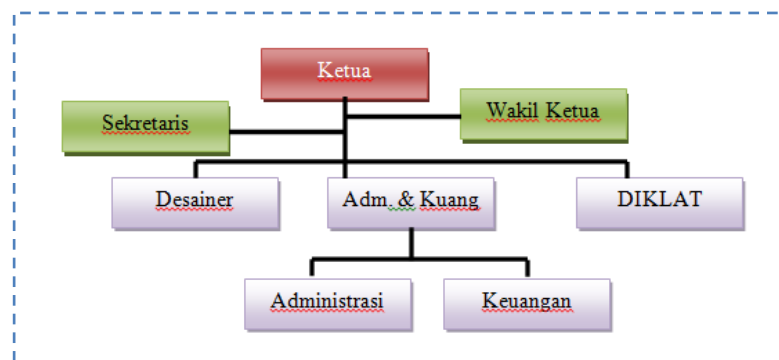 Ketua
Wakil Ketua
Sekretaris
Desainer
Adm. & Kuang
DIKLAT
Administrasi
Keuangan